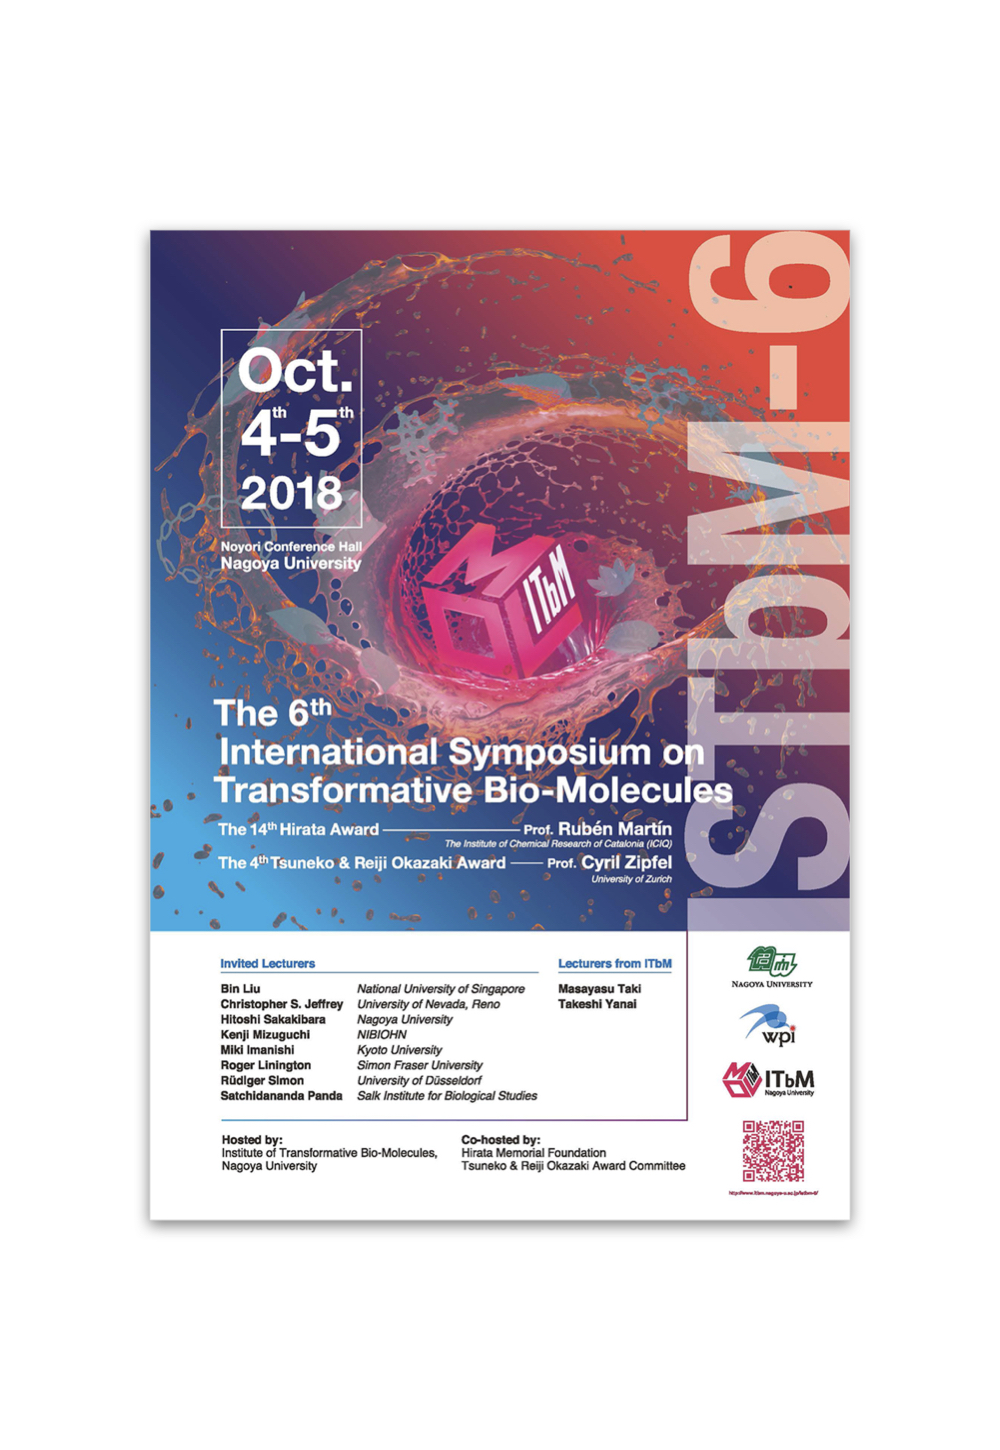 ISTbM-6
Oct.
4th-5th
2018
Noyori Conference Hall
Nagoya University
MOL ITbM
The 6th
International Symposium on
Transformative Bio-Molecules
The 14th Hirata Award Prof. Rubén Martín
The Institute of Chemical Research of Catalonia (ICIQ)
The 4th Tsuneko & Reiji Okazaki Award Prof. Cyril Zipfel
University of Zurich
Invited Lecturers
Bin Liu National University of Singapore
Christopher S. Jeffrey University of Nevada, Reno
Hitoshi Sakakibara Nagoya University
Kenji Mizuguchi NIBIOHN
Miki Imanishi Kyoto University
Roger Linington Simon Fraser University
Rüdiger Simon University of Düsseldorf
Satchidananda Panda Salk Institute for Biological Studies
Lecturers from ITbM
Masayasu Taki
Takeshi Yanai
Hosted by:
Institute of Transformative Bio-Molecules,
Nagoya University
Co-hosted by:
Hirata Memorial Foundation
Tsuneko & Reiji Okazaki Award Committee
NAGOYA UNIVERSITY
wpi
MOL ITbM
Nagoya University